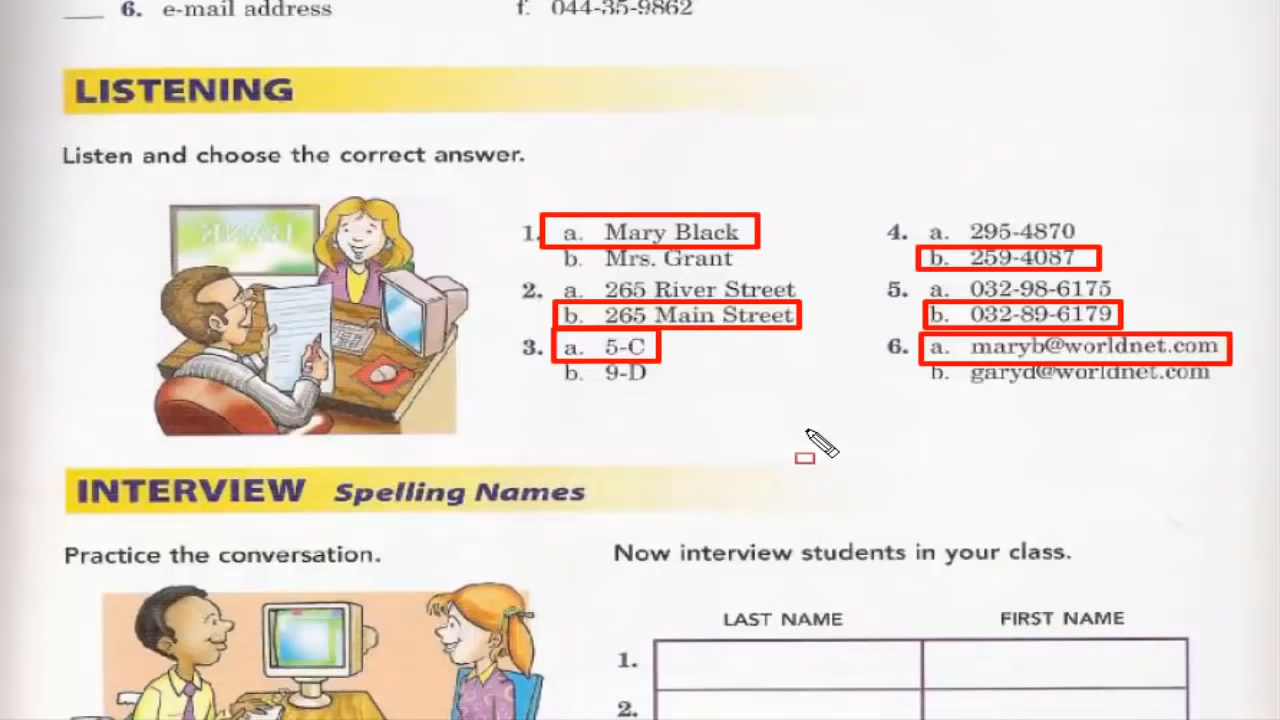 6. e-mail address
f. 044-35-9862
LISTENING
Listen and choose the correct answer.
1. a. Mary Black
b. Mrs. Grant
2. a. 265 River Street
b. 265 Main Street
3. a. 5-C
b. 9-D
4. a. 295-4870
b. 259-4087
5. a. 032-98-6175
b. 032-89-6179
6. a. maryb@worldnet.com
b. garyd@worldnet.com
INTERVIEW Spelling Names
Practice the conversation.
Now interview students in your class.
LAST NAME
FIRST NAME
1.
2.